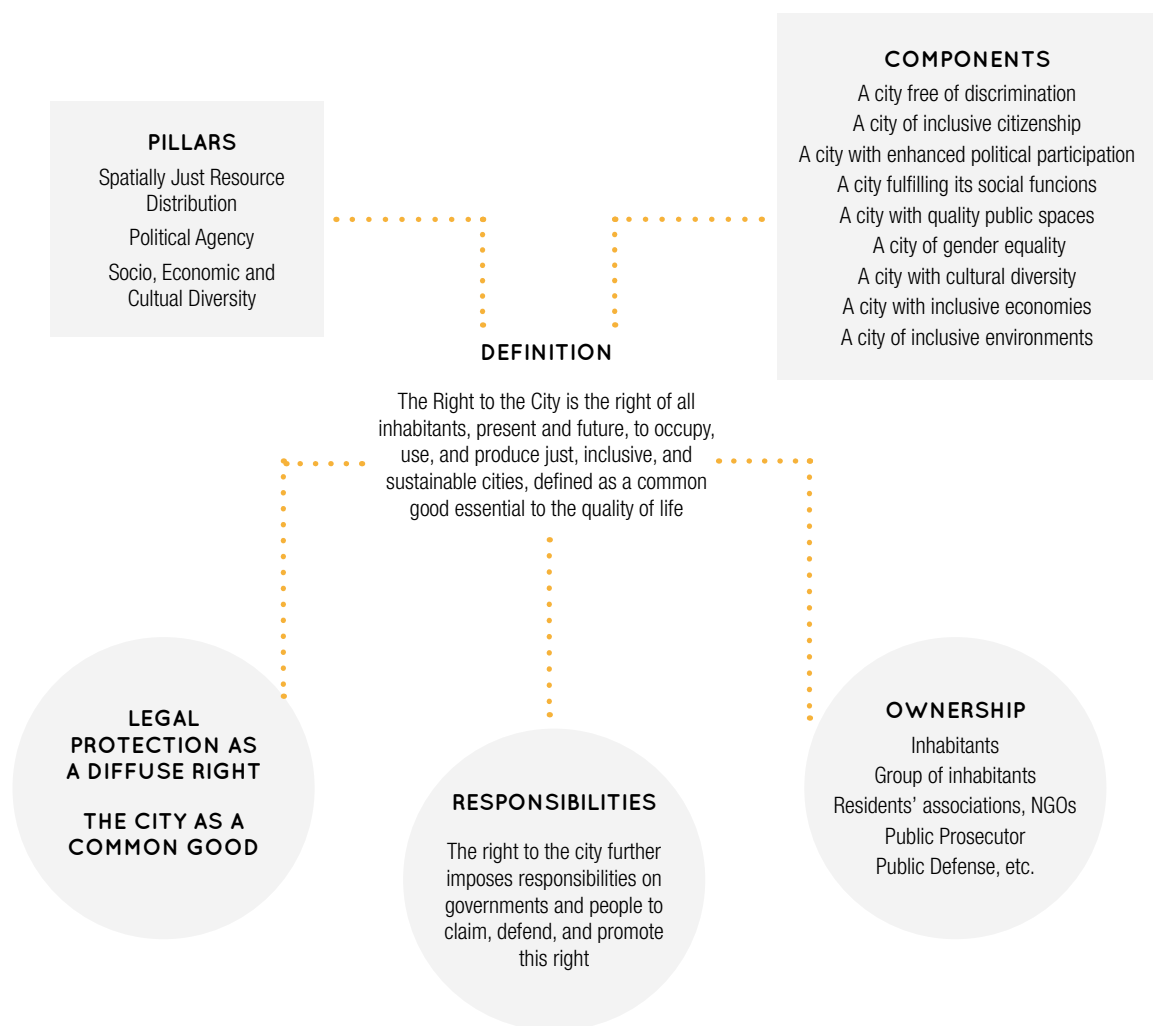 PILLARS
Spatially Just Resource
Distribution
Political Agency
Socio, Economic and
Cultual Diversity
COMPONENTS
A city free of discrimination
A city of inclusive citizenship
A city with enhanced political participation
A city fulfilling its social funcions
A city with quality public spaces
A city of gender equality
A city with cultural diversity
A city with inclusive economies
A city of inclusive environments
DEFINITION
The Right to the City is the right of all
inhabitants, present and future, to occupy,
use, and produce just, inclusive, and
sustainable cities, defined as a common
good essential to the quality of life
LEGAL
PROTECTION AS
A DIFFUSE RIGHT
THE CITY AS A
COMMON GOOD
RESPONSIBILITIES
The right to the city further
imposes responsibilities on
governments and people to
claim, defend, and promote
this right
OWNERSHIP
Inhabitants
Group of inhabitants
Residents’ associations, NGOs
Public Prosecutor
Public Defense, etc.